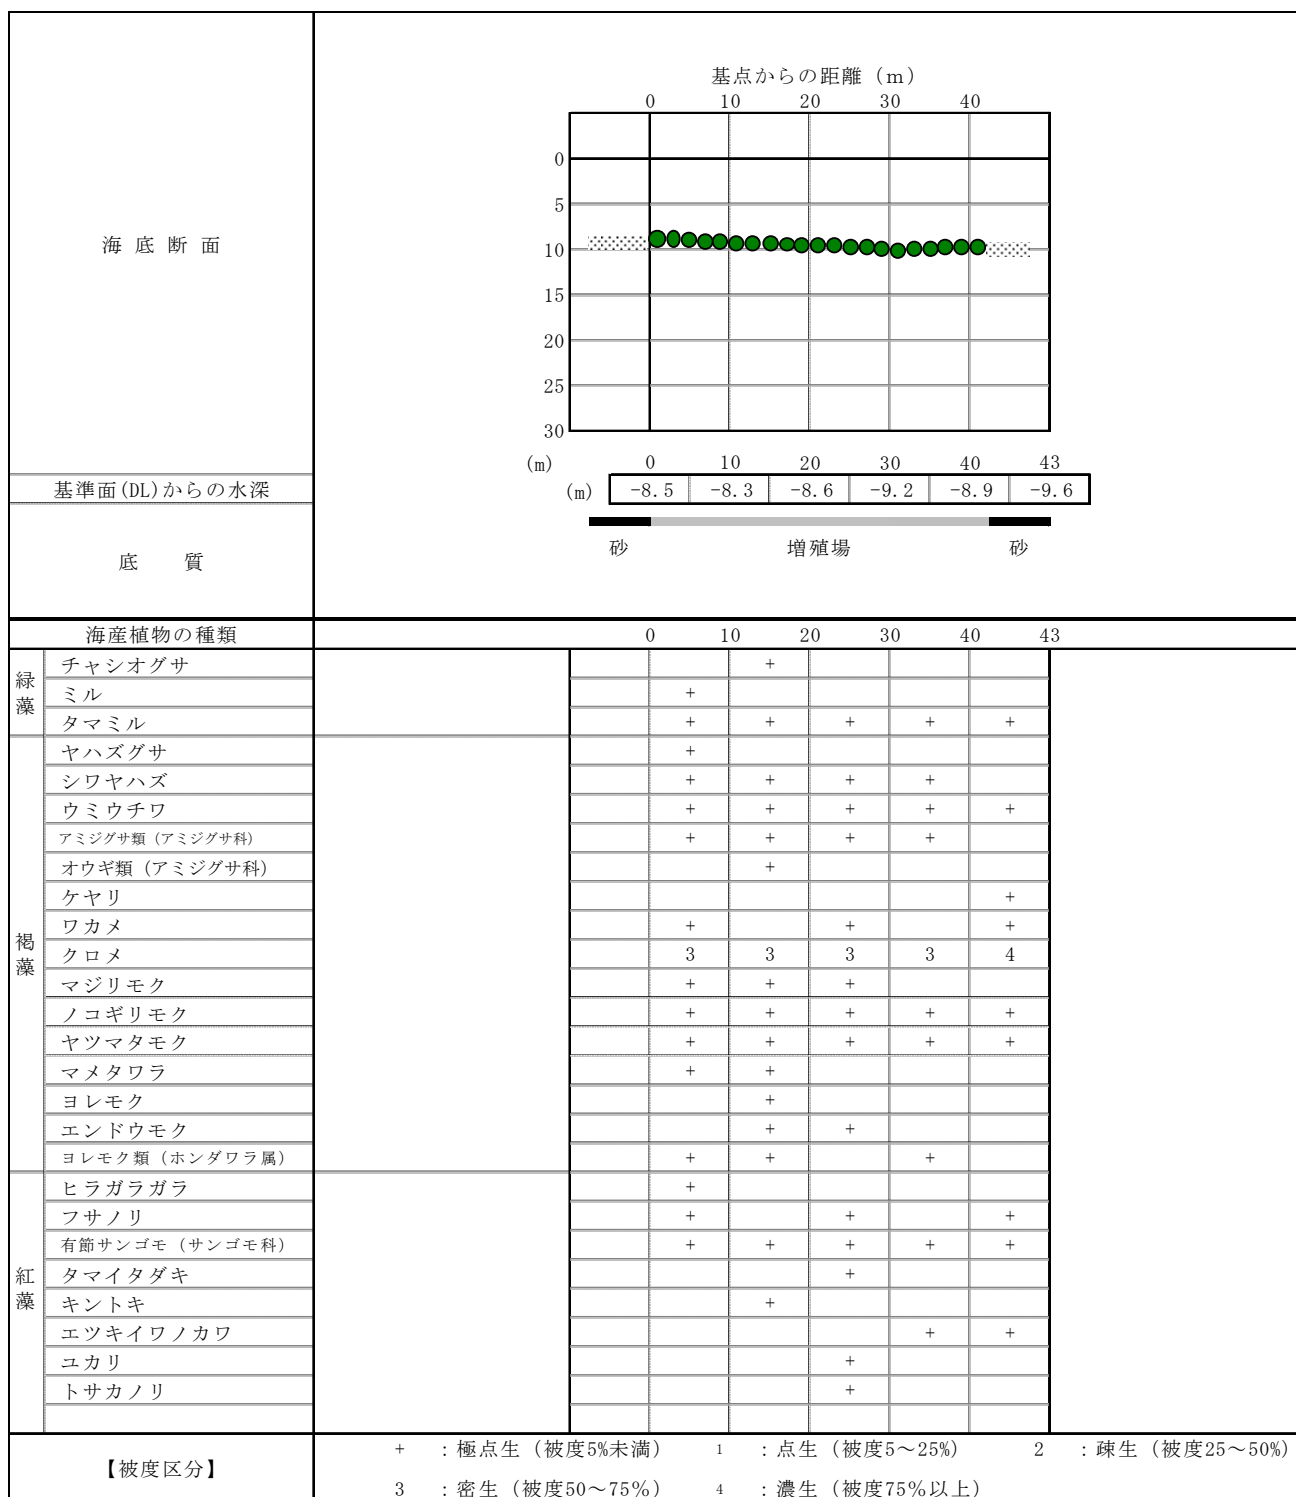 基点からの距離（ｍ）
0 10 20 30 40
海 底 断 面
0
5
10
15
20
25
30
(m) 0 10 20 30 40 43
基準面(DL)からの水深 (m) -8.5 -8.3 -8.6 -9.2 -8.9 -9.6
底　　質 砂 増殖場 砂
海産植物の種類 0 10 20 30 40 43
緑藻
チャシオグサ +
ミル +
タマミル + + + + +
褐藻
ヤハズグサ +
シワヤハズ + + + +
ウミウチワ + + + + +
アミジグサ類（アミジグサ科） + + + +
オウギ類（アミジグサ科） +
ケヤリ +
ワカメ + + +
クロメ 3 3 3 3 4
マジリモク + + +
ノコギリモク + + + + +
ヤツマタモク + + + + +
マメタワラ + +
ヨレモク +
エンドウモク + +
ヨレモク類（ホンダワラ属） + + +
紅藻
ヒラガラガラ +
フサノリ + + +
有節サンゴモ（サンゴモ科） + + + + +
タマイタダキ +
キントキ +
エツキイワノカワ + +
ユカリ +
トサカノリ +
【被度区分】
+ ：極点生（被度5%未満） 1 ：点生（被度5～25%） 2 ：疎生（被度25～50%）
3 ：密生（被度50～75％） 4 ：濃生（被度75％以上）